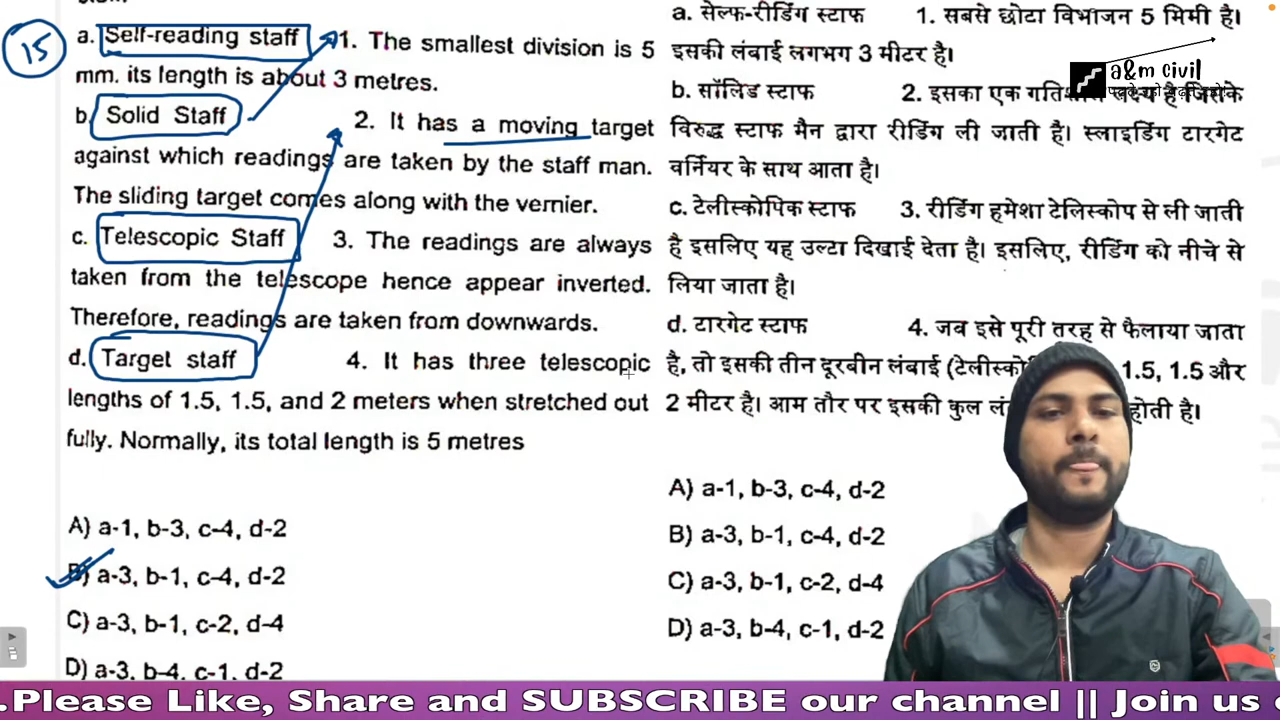 15
a. Self-reading staff 1. The smallest division is 5
mm. its length is about 3 metres.
b. Solid Staff 2. It has a moving target
against which readings are taken by the staff man.
The sliding target comes along with the vernier.
c. Telescopic Staff 3. The readings are always
taken from the telescope hence appear inverted.
Therefore, readings are taken from downwards.
d. Target staff 4. It has three telescopic
lengths of 1.5, 1.5, and 2 meters when stretched out
fully. Normally, its total length is 5 metres
A) a-1, b-3, c-4, d-2
B) a-3, b-1, c-4, d-2
C) a-3, b-1, c-2, d-4
D) a-3, b-4, c-1, d-2
a. सेल्फ-रीडिंग स्टाफ 1. सबसे छोटा विभाजन 5 मिमी है।
इसकी लंबाई लगभग 3 मीटर है।
a&m civil
b. सॉलिड स्टाफ 2. इसका एक लक्ष्य है जिसके
विरुद्ध स्टाफ मैन द्वारा रीडिंग ली जाती है। स्लाइडिंग टारगेट
वर्नियर के साथ आता है।
c. टेलीस्कोपिक स्टाफ 3. रीडिंग हमेशा टेलिस्कोप से ली जाती
है इसलिए यह उल्टा दिखाई देता है। इसलिए, रीडिंग को नीचे से
लिया जाता है।
d. टारगेट स्टाफ 4. जब इसे पूरी तरह से फैलाया जाता
है, तो इसकी तीन दूरबीन लंबाई 1.5, 1.5 और
2 मीटर है। आम तौर पर इसकी कुल होती है।
A) a-1, b-3, c-4, d-2
B) a-3, b-1, c-4, d-2
C) a-3, b-1, c-2, d-4
D) a-3, b-4, c-1, d-2
.Please Like, Share and SUBSCRIBE our channel || Join us